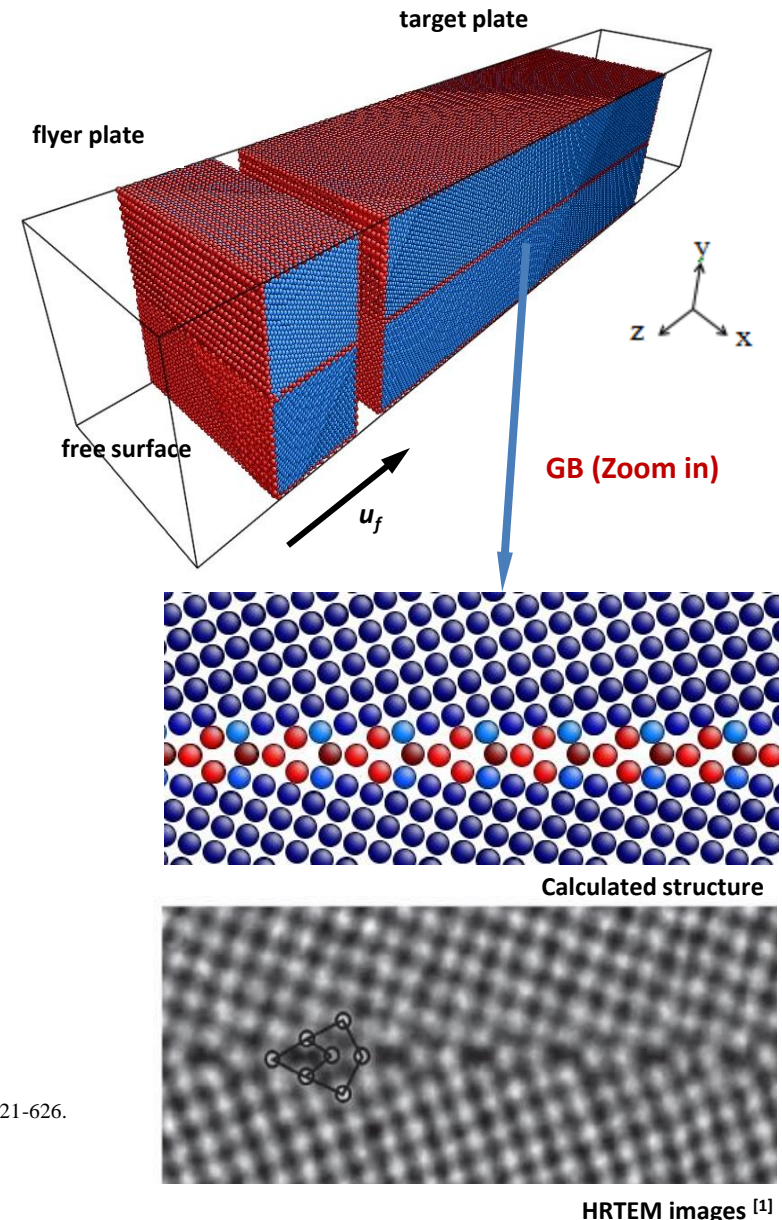 target plate
flyer plate
y
z
x
free surface
GB (Zoom in)
u_f
Calculated structure
21-626.
HRTEM images [1]